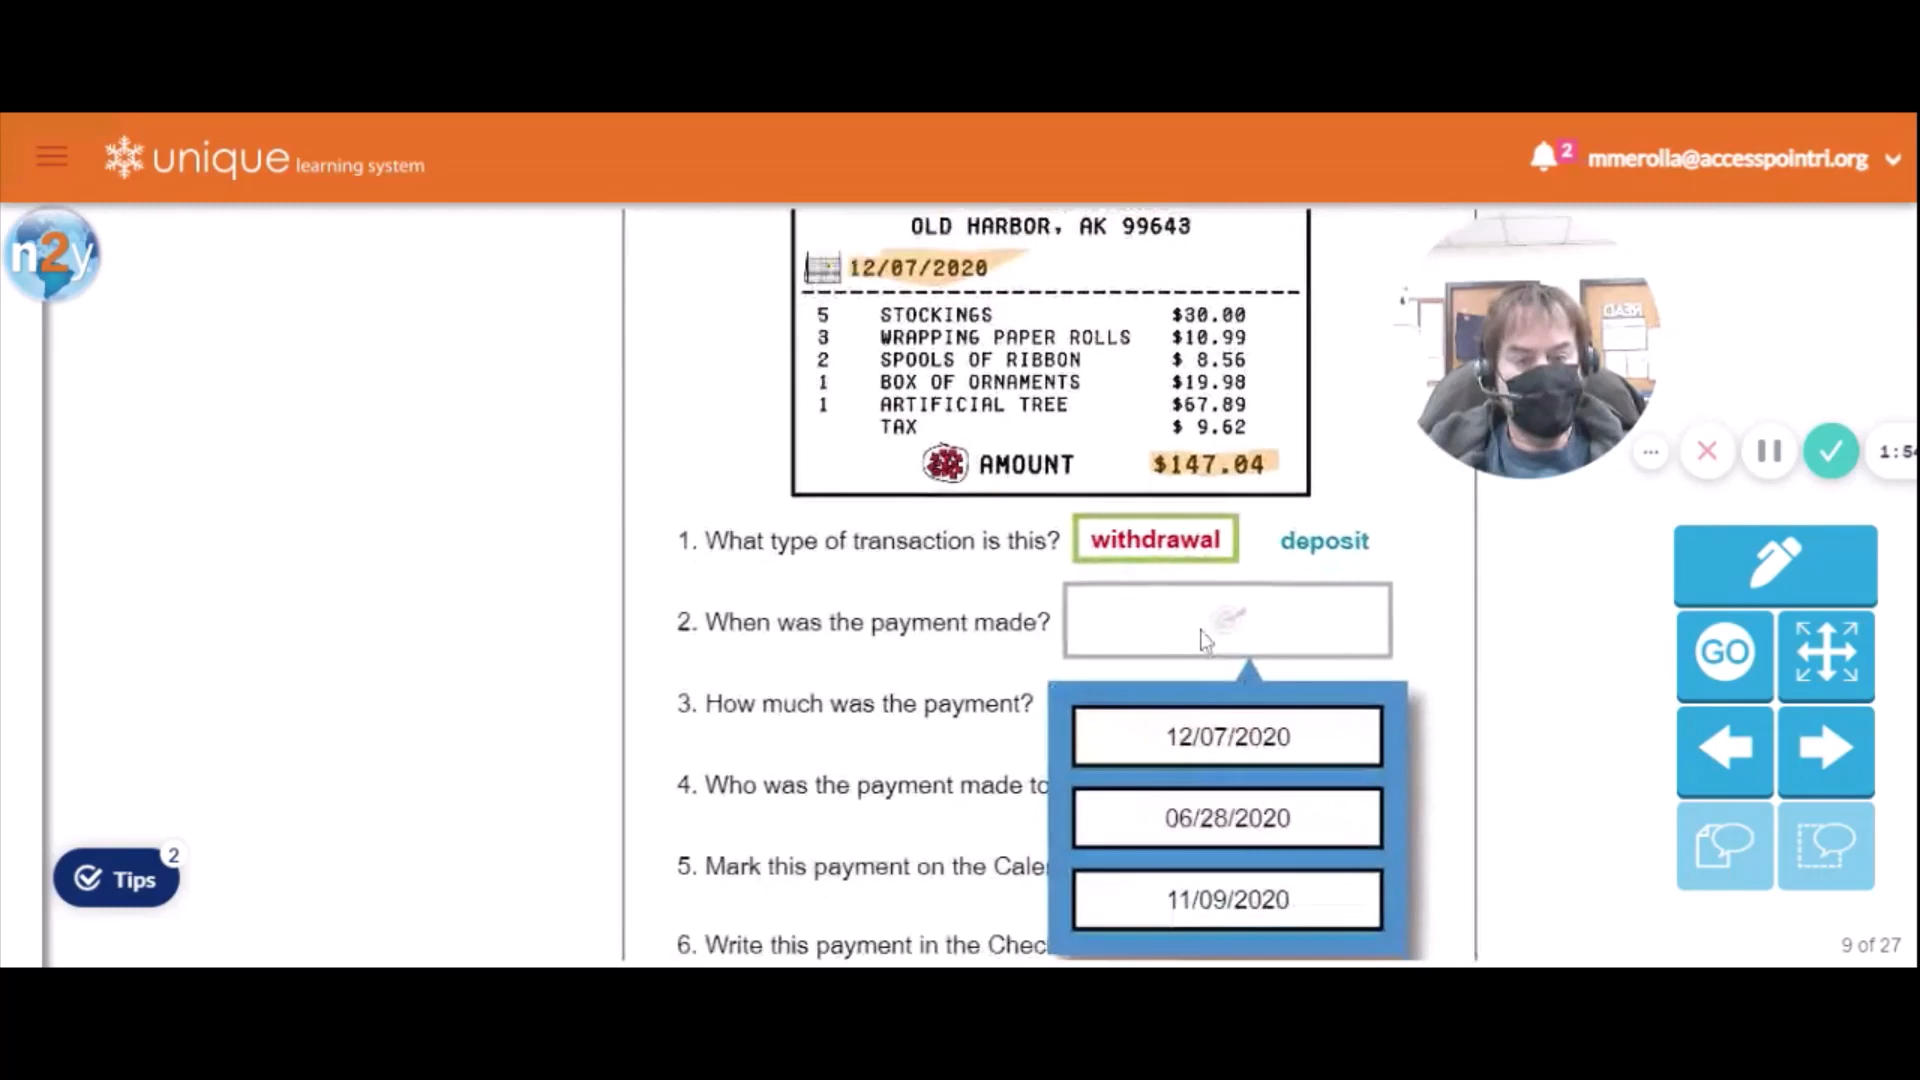 unique learning system
2
mmerolla@accesspointri.org
n2y
OLD HARBOR, AK 99643
12/07/2020
5 STOCKINGS $30.00
3 WRAPPING PAPER ROLLS $10.99
2 SPOOLS OF RIBBON $ 8.56
1 BOX OF ORNAMENTS $19.98
1 ARTIFICIAL TREE $67.89
TAX $ 9.62
AMOUNT $147.04
READ
1:54
1. What type of transaction is this? withdrawal deposit
2. When was the payment made?
3. How much was the payment?
12/07/2020
4. Who was the payment made to
06/28/2020
5. Mark this payment on the Cale
11/09/2020
6. Write this payment in the Chec
GO
Tips
2
9 of 27